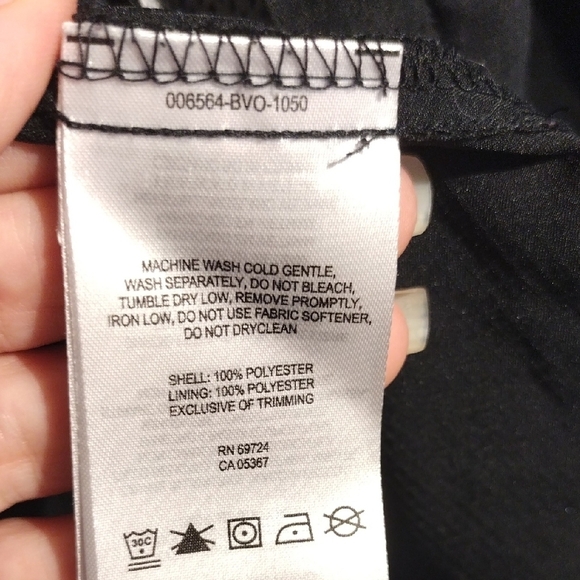 006564-BVO-1050
MACHINE WASH COLD GENTLE,
WASH SEPARATELY, DO NOT BLEACH,
TUMBLE DRY LOW, REMOVE PROMPTLY,
IRON LOW, DO NOT USE FABRIC SOFTENER,
DO NOT DRYCLEAN
SHELL: 100% POLYESTER
LINING: 100% POLYESTER
EXCLUSIVE OF TRIMMING
RN 69724
CA 05367
30C